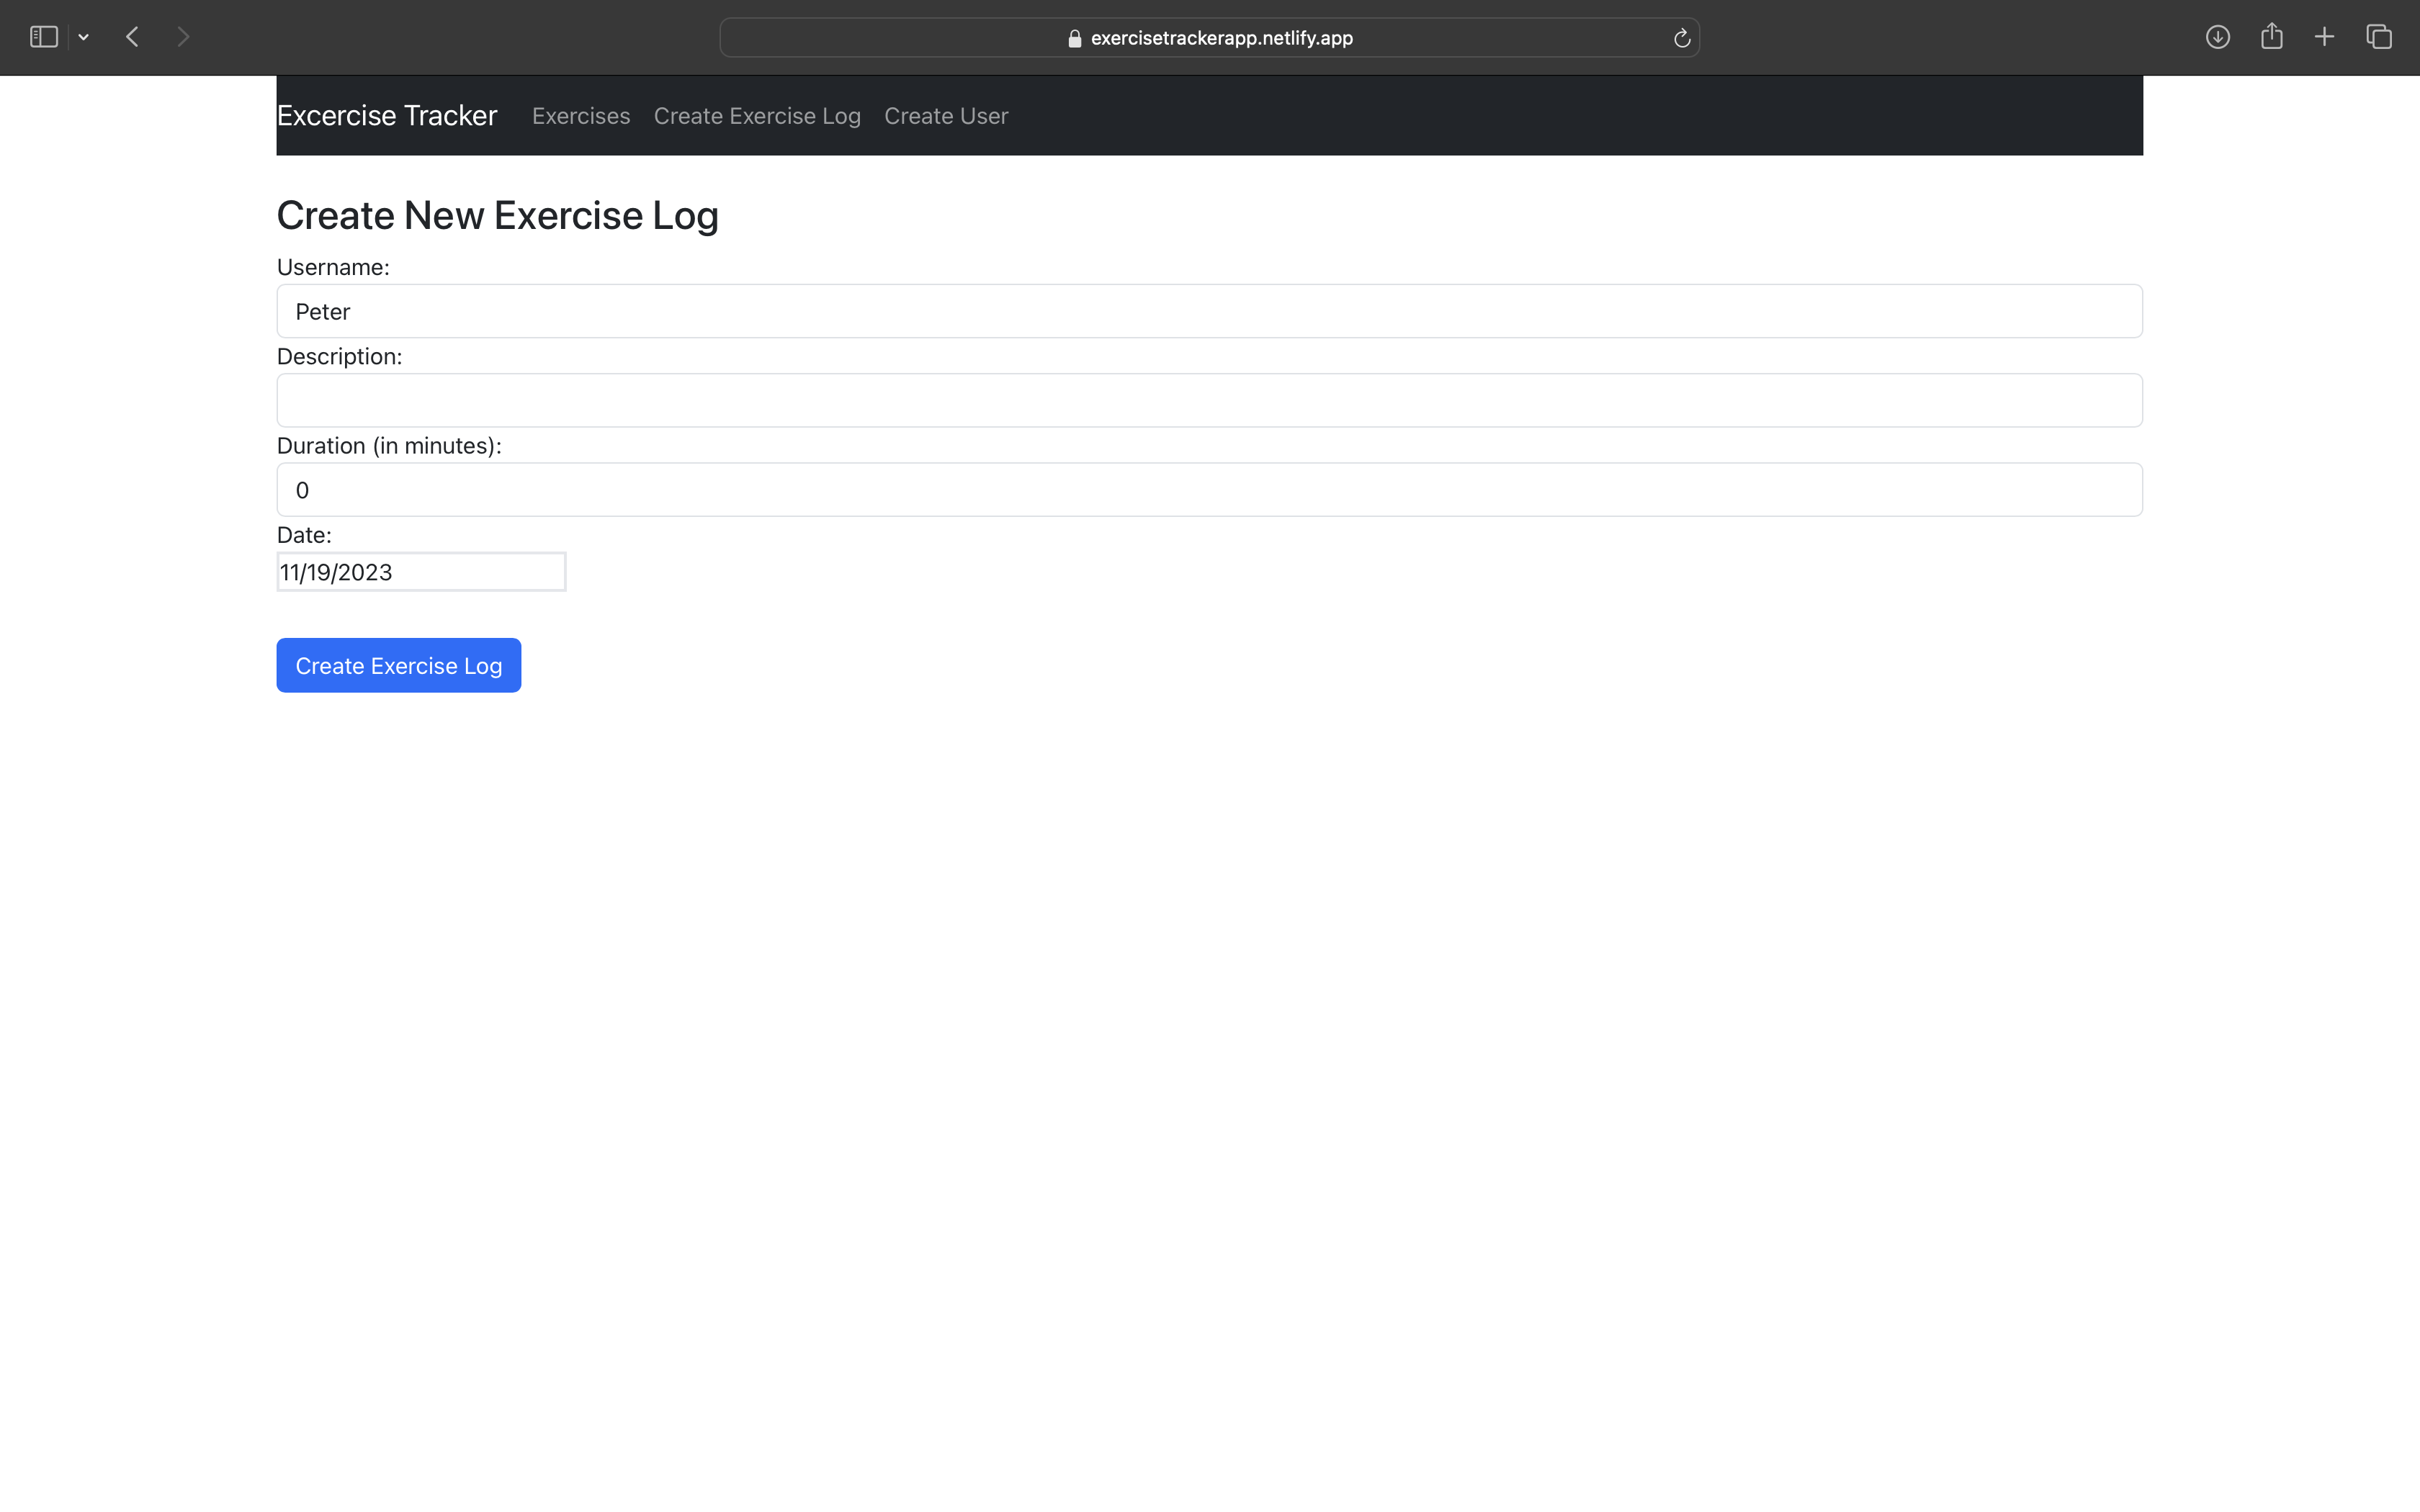 exercisetrackerapp.netlify.app
Excercise Tracker Exercises Create Exercise Log Create User
Create New Exercise Log
Username:
Peter
Description:
Duration (in minutes):
0
Date:
11/19/2023
Create Exercise Log